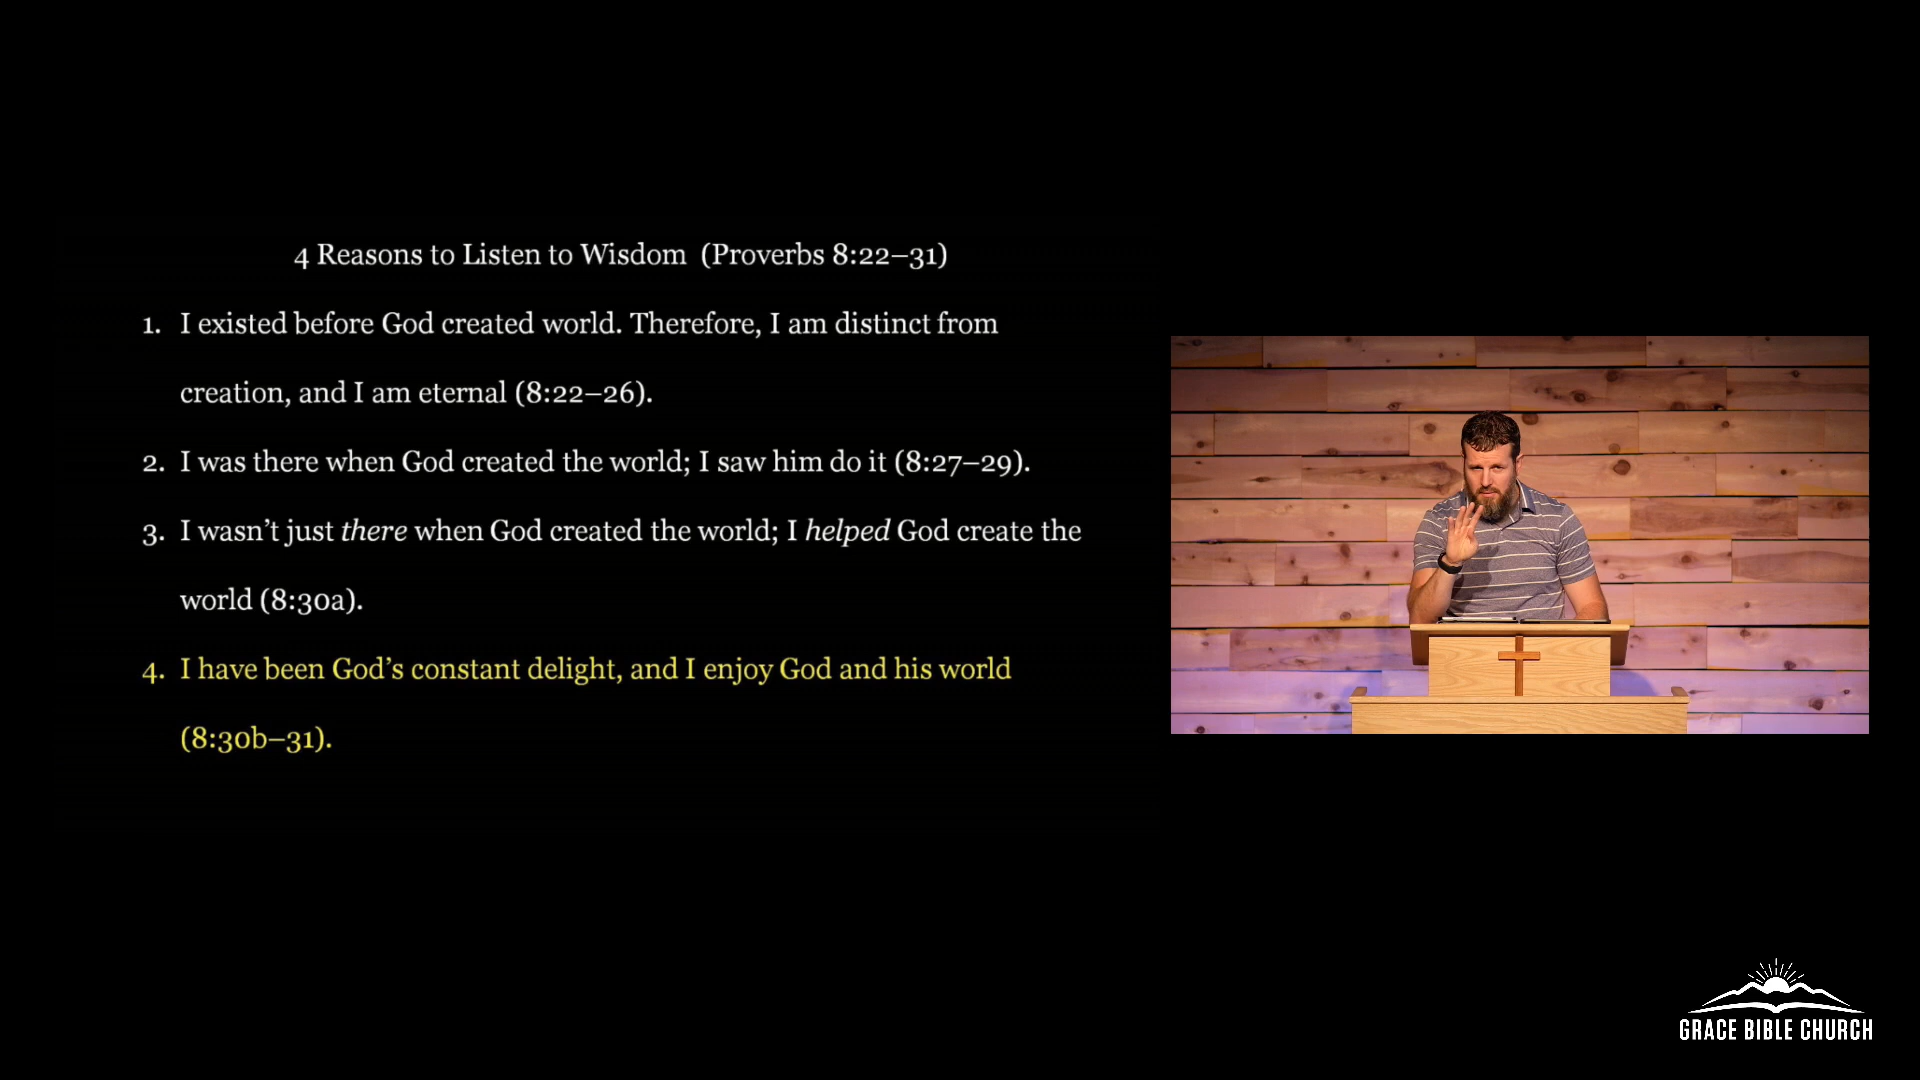 4 Reasons to Listen to Wisdom (Proverbs 8:22–31)
1. I existed before God created world. Therefore, I am distinct from
creation, and I am eternal (8:22–26).
2. I was there when God created the world; I saw him do it (8:27–29).
3. I wasn’t just there when God created the world; I helped God create the
world (8:30a).
4. I have been God’s constant delight, and I enjoy God and his world
(8:30b–31).
GRACE BIBLE CHURCH